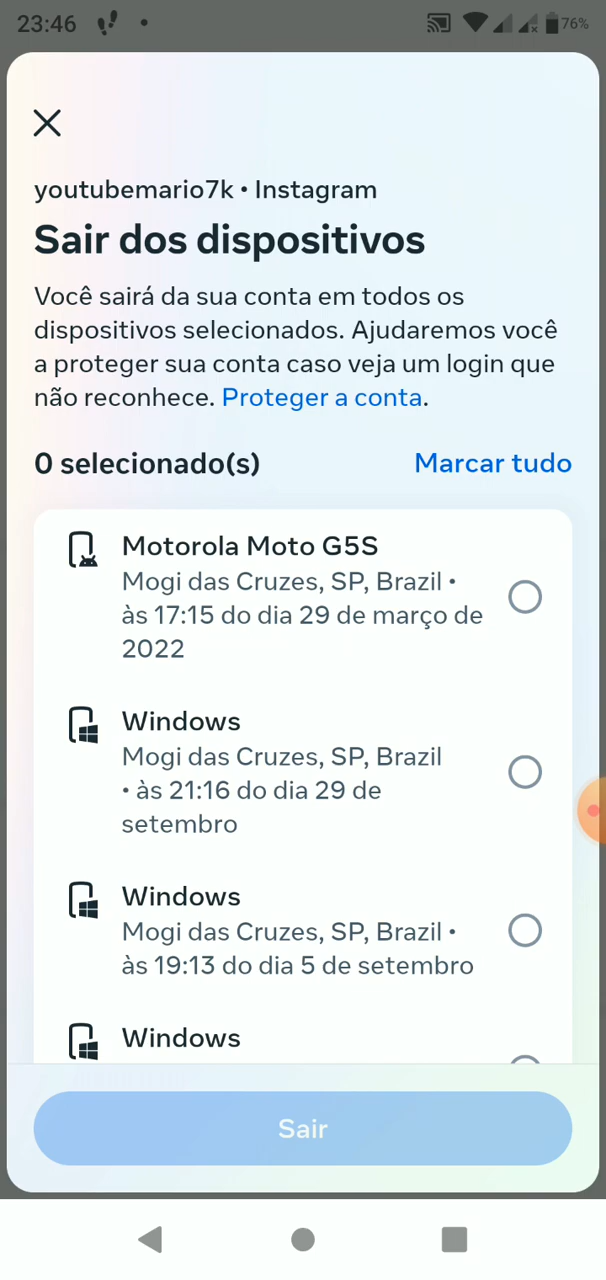 23:46
76%
youtubemario7k • Instagram
Sair dos dispositivos
Você sairá da sua conta em todos os
dispositivos selecionados. Ajudaremos você
a proteger sua conta caso veja um login que
não reconhece. Proteger a conta.
0 selecionado(s) Marcar tudo
Motorola Moto G5S
Mogi das Cruzes, SP, Brazil •
às 17:15 do dia 29 de março de
2022
Windows
Mogi das Cruzes, SP, Brazil
• às 21:16 do dia 29 de
setembro
Windows
Mogi das Cruzes, SP, Brazil •
às 19:13 do dia 5 de setembro
Windows
Sair